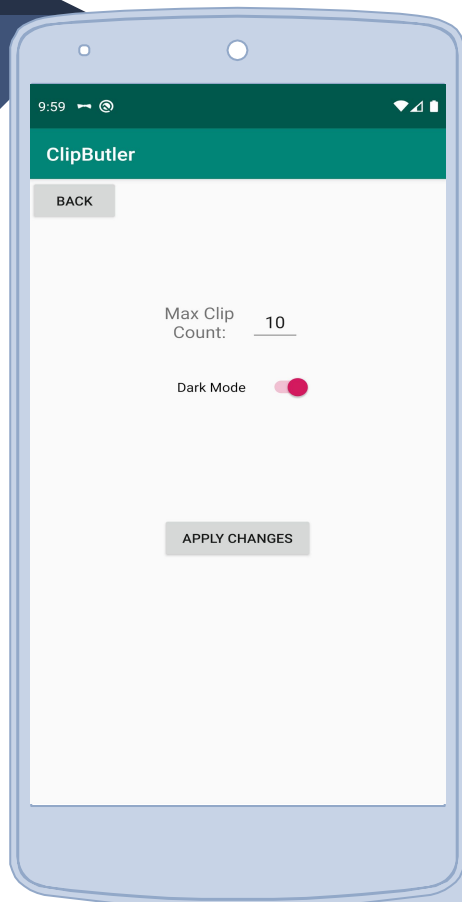 9:59
ClipButler
BACK
Max Clip
Count:
10
Dark Mode
APPLY CHANGES